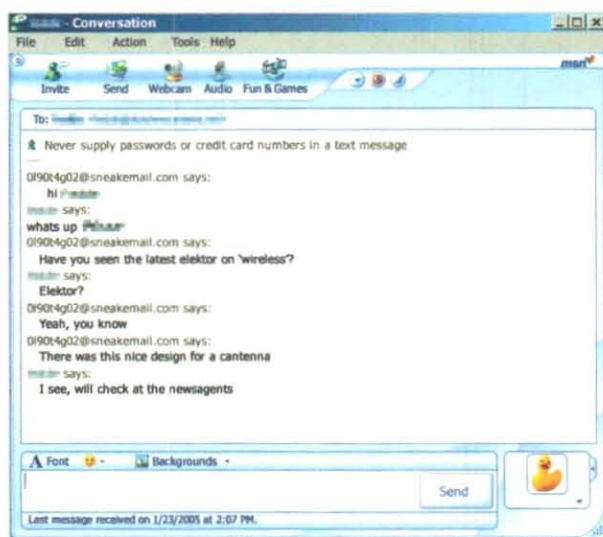 - Conversation
File Edit Action Tools Help
msn
Invite Send Webcam Audio Fun & Games
To:
Never supply passwords or credit card numbers in a text message
0l90t4g02@sneakemail.com says:
hi
says:
whats up
0l90t4g02@sneakemail.com says:
Have you seen the latest elektor on 'wireless'?
says:
Elektor?
0l90t4g02@sneakemail.com says:
Yeah, you know
0l90t4g02@sneakemail.com says:
There was this nice design for a cantenna
says:
I see, will check at the newsagents
A Font Backgrounds
Send
Last message received on 1/23/2005 at 2:07 PM.